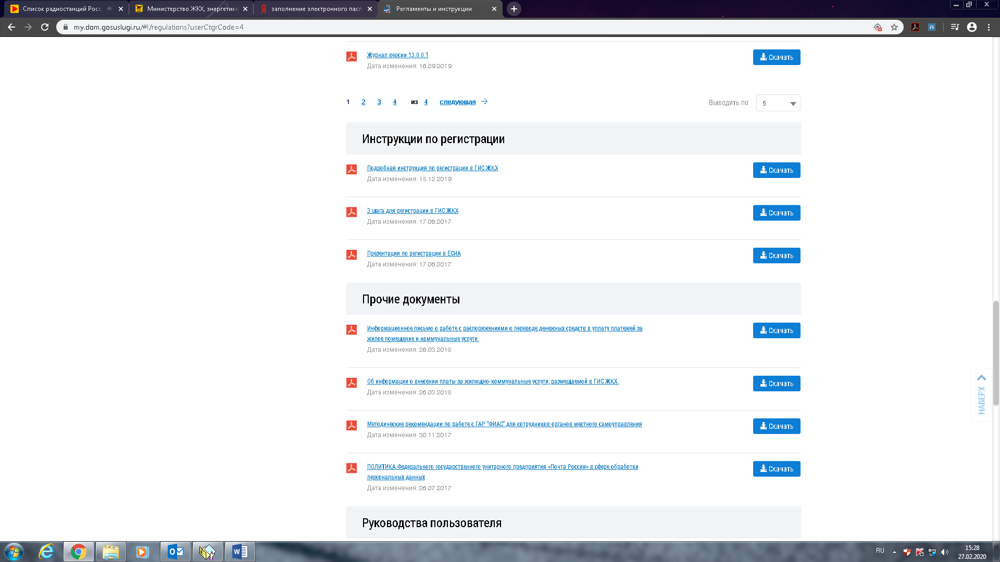 Список радиостанций Росс
Министерство ЖКХ, энергетики
заполнение электронного пасп
Регламенты и инструкции
my.dom.gosuslugi.ru/#!/regulations?userCtgrCode=4
Журнал версии 13.0.0.1
Скачать
Дата изменения: 16.09.2019
1 2 3 4 из 4 следующая
Выводить по 5
Инструкции по регистрации
Подробная инструкция по регистрации в ГИС ЖКХ
Скачать
Дата изменения: 15.12.2019
3 шага для регистрации в ГИС ЖКХ
Скачать
Дата изменения: 17.06.2017
Презентация по регистрации в ЕСИА
Скачать
Дата изменения: 17.06.2017
Прочие документы
Информационное письмо о работе с распоряжениями о переводе денежных средств в уплату платежей за
жилое помещение и коммунальные услуги.
Скачать
Дата изменения: 26.03.2018
Об информации о внесении платы за жилищно-коммунальные услуги, размещаемой в ГИС ЖКХ.
Скачать
Дата изменения: 26.03.2018
НАВЕРХ
Методические рекомендации по работе с ГАР "ФИАС" для сотрудников органов местного самоуправления
Скачать
Дата изменения: 30.11.2017
ПОЛИТИКА Федерального государственного унитарного предприятия «Почта России» в сфере обработки
персональных данных
Скачать
Дата изменения: 26.07.2017
Руководства пользователя
RU
15:28
27.02.2020